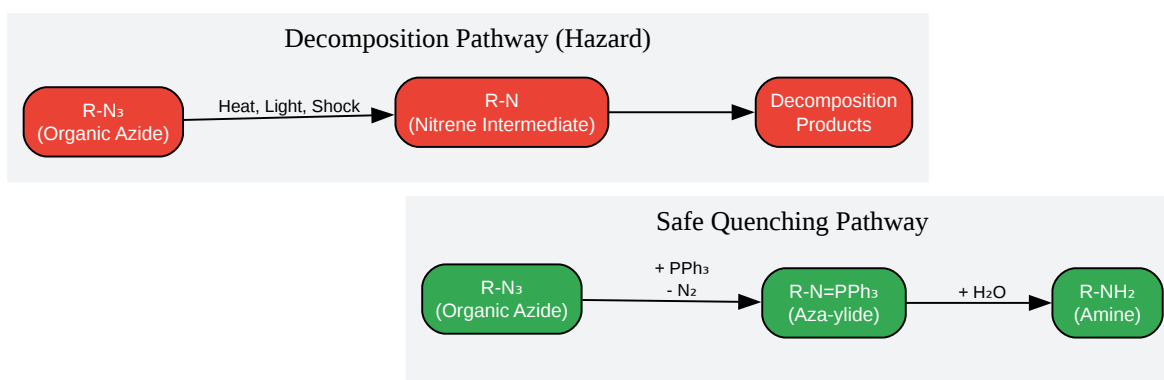 Decomposition Pathway (Hazard)
R-N₃
(Organic Azide)
Heat, Light, Shock
R-N
(Nitrene Intermediate)
Decomposition
Products
Safe Quenching Pathway
R-N₃
(Organic Azide)
+ PPh₃
- N₂
R-N=PPh₃
(Aza-ylide)
+ H₂O
R-NH₂
(Amine)